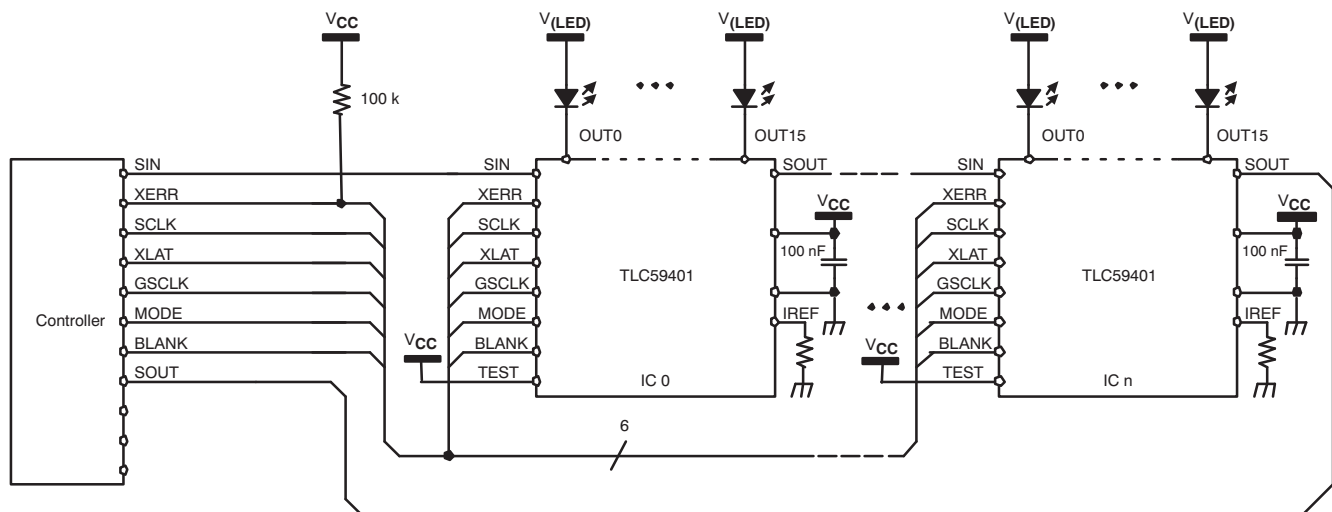 VCC
V(LED)
V(LED)
V(LED)
V(LED)
100 k
OUT0
OUT15
OUT0
OUT15
SIN
SIN
SOUT
SIN
SOUT
XERR
XERR
VCC
XERR
VCC
SCLK
SCLK
SCLK
XLAT
XLAT
100 nF
TLC59401
XLAT
100 nF
TLC59401
GSCLK
GSCLK
GSCLK
Controller
MODE
MODE
IREF
MODE
IREF
BLANK
VCC
BLANK
VCC
BLANK
SOUT
TEST
IC 0
TEST
IC n
6